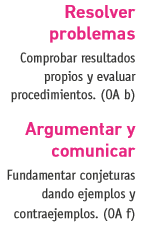 Resolver
problemas
Comprobar resultados
propios y evaluar
procedimientos. (OA b)
Argumentar y
comunicar
Fundamentar conjeturas
dando ejemplos y
contraejemplos. (OA f)